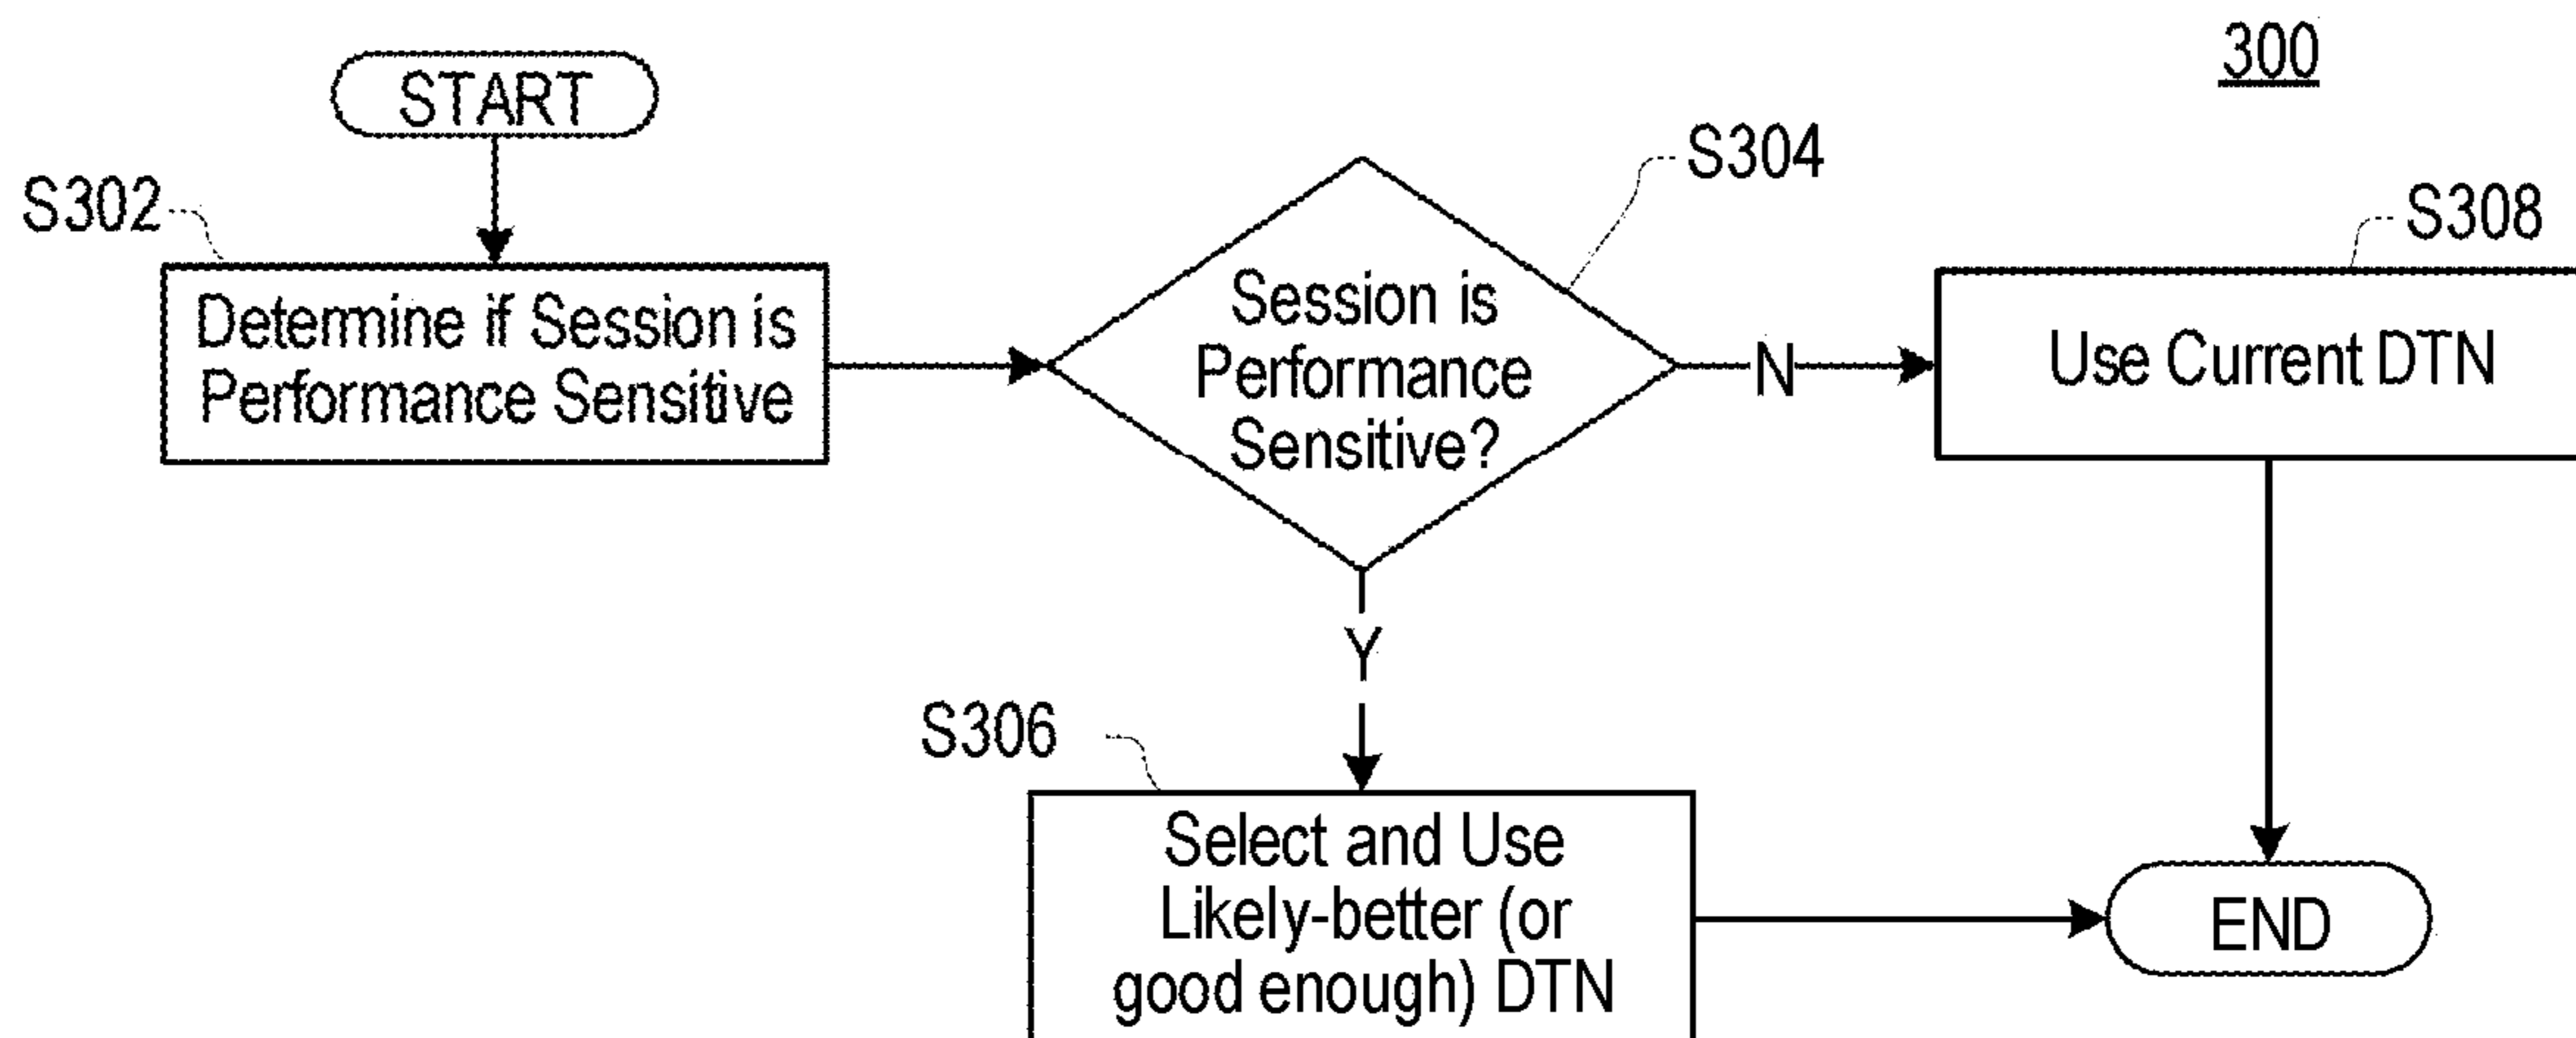 300
START
S302
Determine if Session is
Performance Sensitive
S304
Session is
Performance
Sensitive?
N
S308
Use Current DTN
Y
S306
Select and Use
Likely-better (or
good enough) DTN
END